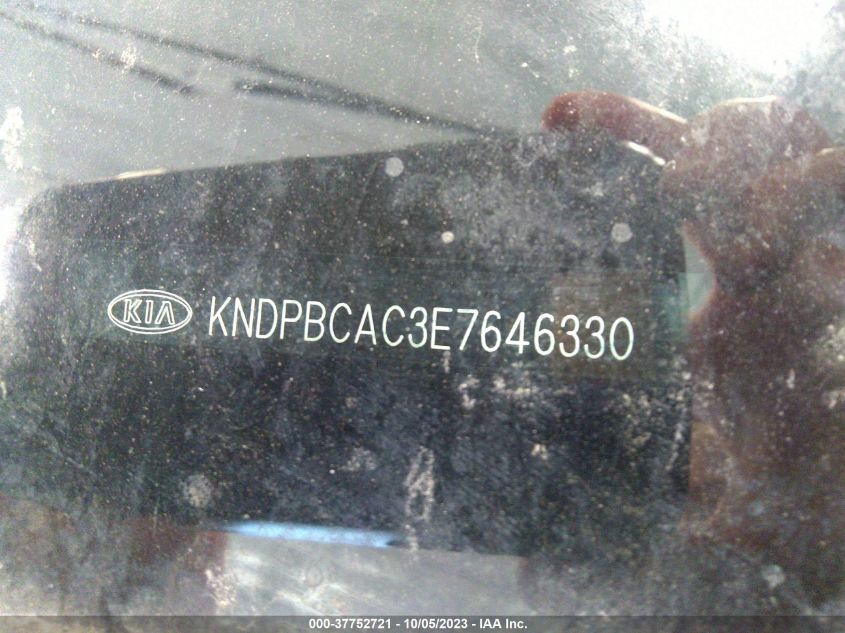 KIA KNDPBCAC3E7646330
000-37752721 - 10/05/2023 - IAA Inc.